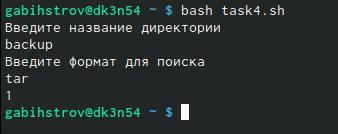 gabihstrov@dk3n54 ~ $ bash task4.sh
Введите название директории
backup
Введите формат для поиска
tar
1
gabihstrov@dk3n54 ~ $